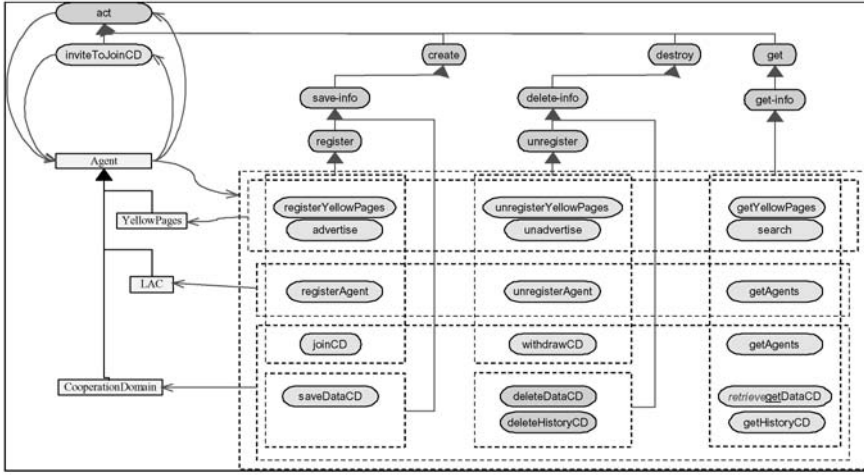 act
inviteToJoinCD
create
destroy
get
save-info
delete-info
get-info
register
unregister
Agent
registerYellowPages
unregisterYellowPages
getYellowPages
YellowPages
advertise
unadvertise
search
LAC
registerAgent
unregisterAgent
getAgents
joinCD
withdrawCD
getAgents
CooperationDomain
saveDataCD
deleteDataCD
retrievegetDataCD
deleteHistoryCD
getHistoryCD